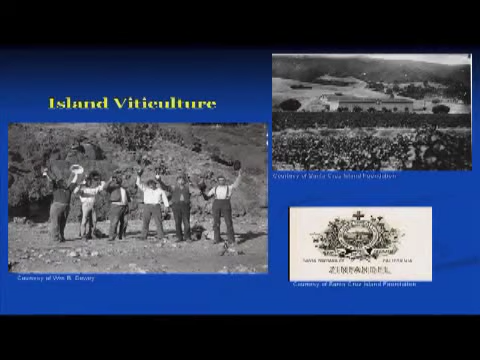 Island Viticulture
Courtesy of Santa Cruz Island Foundation
ZINFANDEL
Courtesy of Wm B. Dewey
Courtesy of Santa Cruz Island Foundation